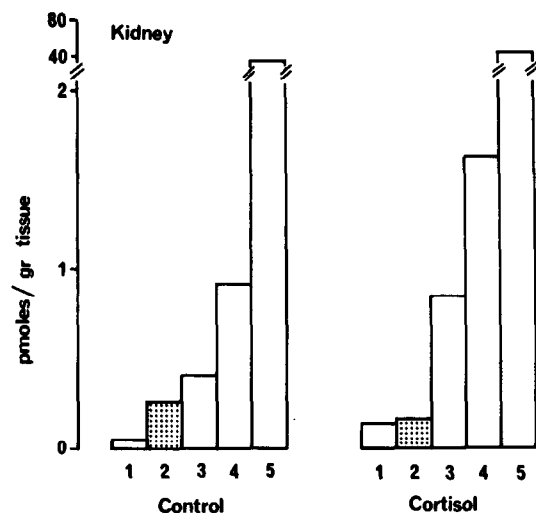 Kidney
80
40
2
1
0
pmoles/gr tissue
1 2 3 4 5
Control
1 2 3 4 5
Cortisol